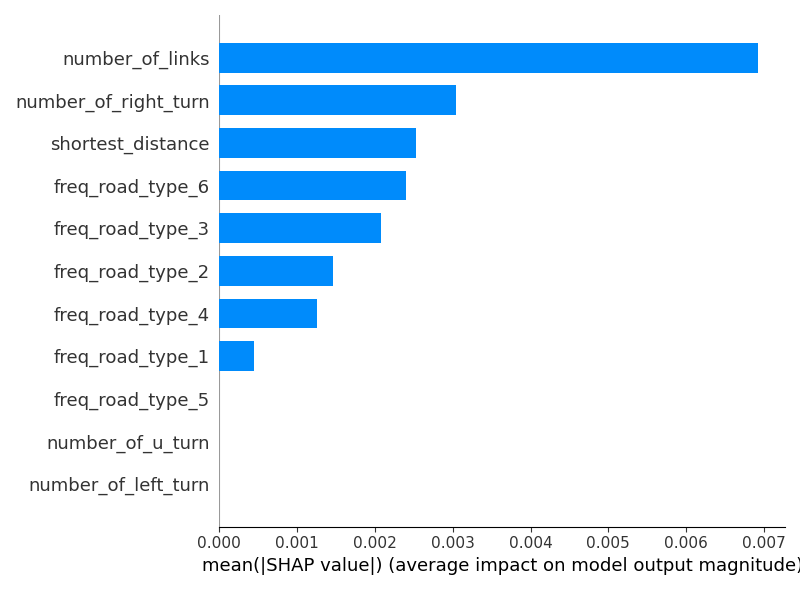 number_of_links
number_of_right_turn
shortest_distance
freq_road_type_6
freq_road_type_3
freq_road_type_2
freq_road_type_4
freq_road_type_1
freq_road_type_5
number_of_u_turn
number_of_left_turn
0.000 0.001 0.002 0.003 0.004 0.005 0.006 0.007
mean(|SHAP value|) (average impact on model output magnitude)